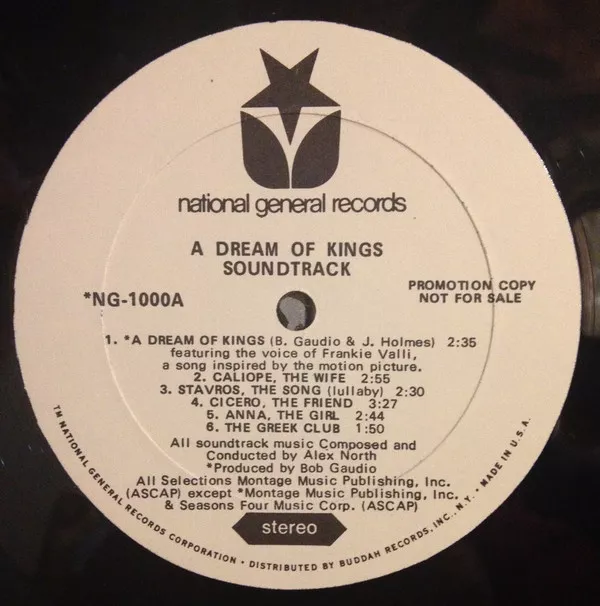 national general records
A DREAM OF KINGS
SOUNDTRACK
*NG-1000A
PROMOTION COPY
NOT FOR SALE
1. *A DREAM OF KINGS (B. Gaudio & J. Holmes) 2:35
featuring the voice of Frankie Valli,
a song inspired by the motion picture.
2. CALIOPE, THE WIFE 2:55
3. STAVROS, THE SONG (lullaby) 2:30
4. CICERO, THE FRIEND 3:27
5. ANNA, THE GIRL 2:44
6. THE GREEK CLUB 1:50
All soundtrack music Composed and
Conducted by Alex North
*Produced by Bob Gaudio
All Selections Montage Music Publishing, Inc.
(ASCAP) except *Montage Music Publishing, Inc.
& Seasons Four Music Corp. (ASCAP)
stereo
TM NATIONAL GENERAL RECORDS CORPORATION • DISTRIBUTED BY BUDDAH RECORDS, INC., N.Y. • MADE IN U.S.A.